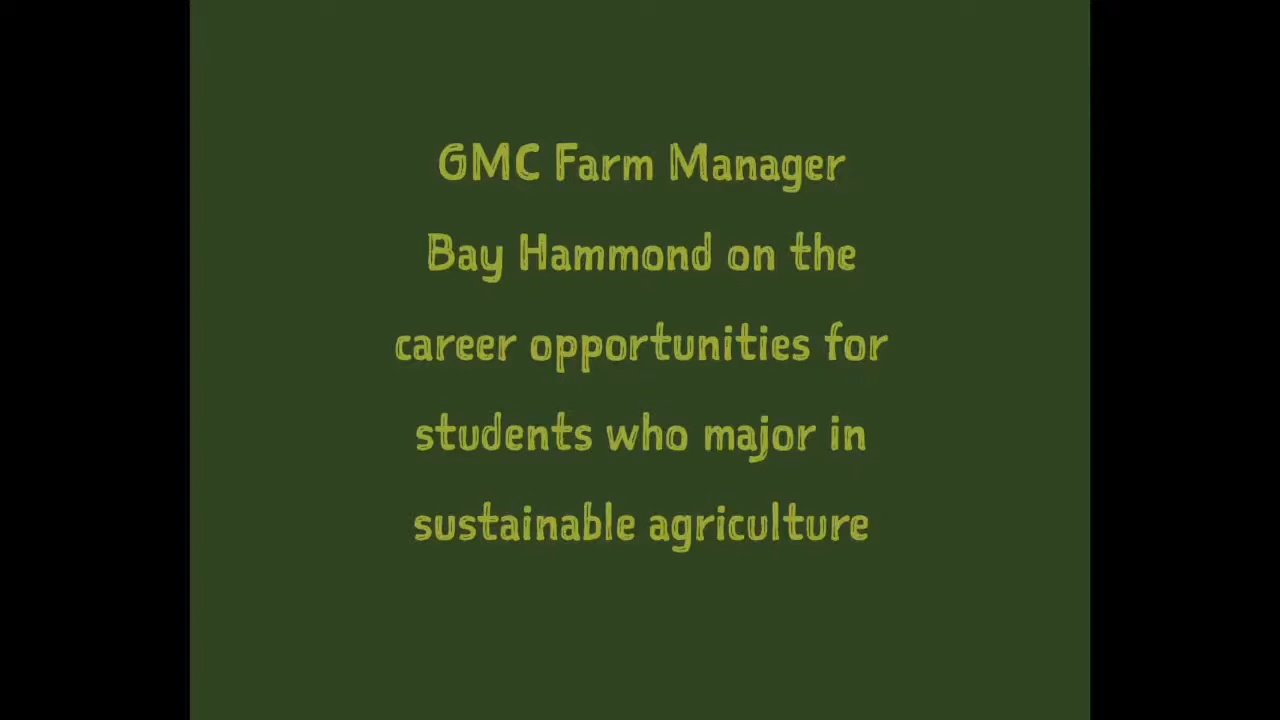 GMC Farm Manager
Bay Hammond on the
career opportunities for
students who major in
sustainable agriculture